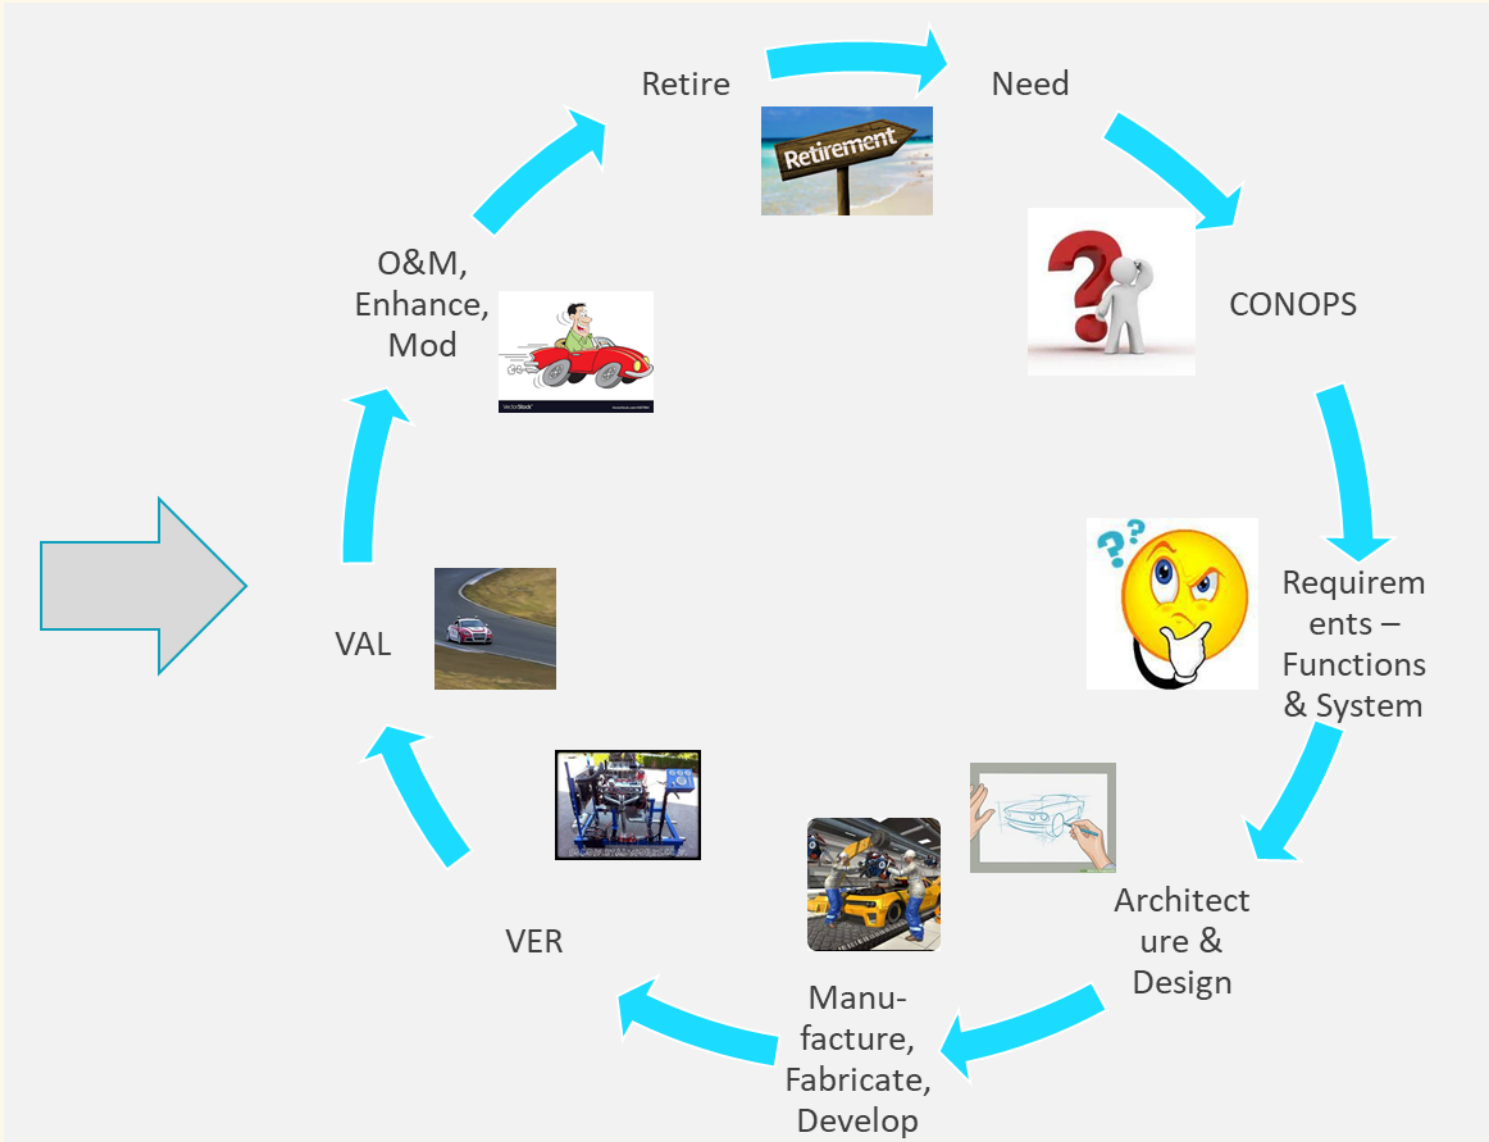 Retire
Need
Retirement
??
?
CONOPS
O&M,
Enhance,
Mod
VectorStock
Requirem
ents –
Functions
& System
VAL
Architect
ure &
Design
VER
Manu-
facture,
Fabricate,
Develop